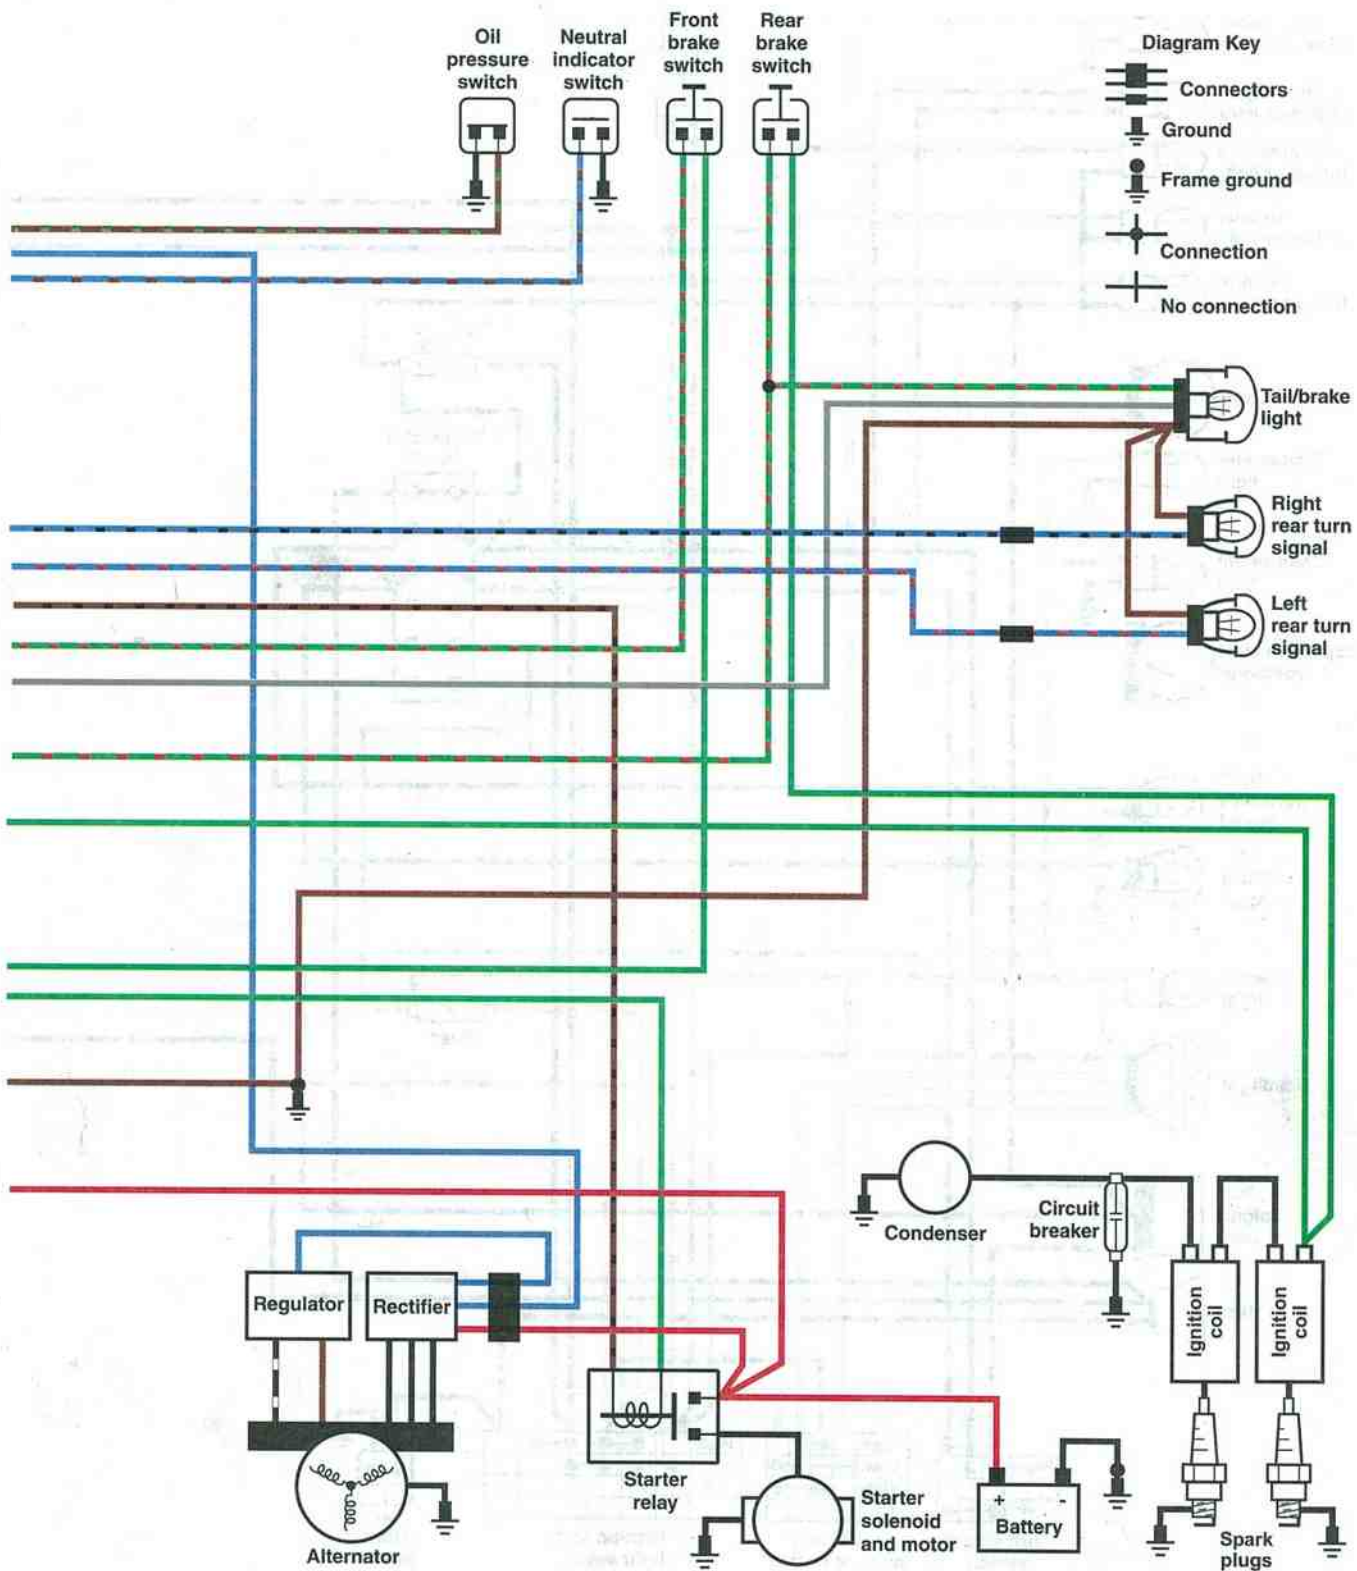 Oil
pressure
switch
Neutral
indicator
switch
Front
brake
switch
Rear
brake
switch
Diagram Key
Connectors
Ground
Frame ground
Connection
No connection
Tail/brake
light
Right
rear turn
signal
Left
rear turn
signal
Condenser
Circuit
breaker
Ignition
coil
Ignition
coil
Regulator
Rectifier
Alternator
Starter
relay
Starter
solenoid
and motor
+ -
Battery
Spark
plugs